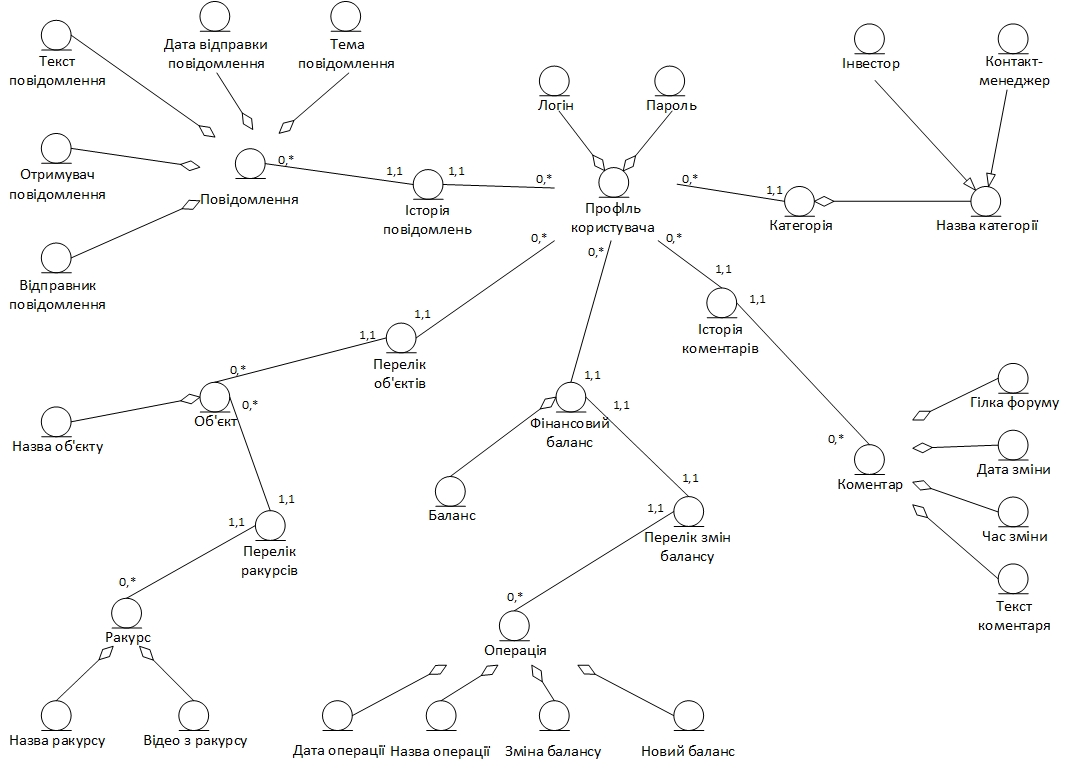 Текст
повідомлення
Дата відправки
повідомлення
Тема
повідомлення
Логін
Пароль
Інвестор
Контакт-
менеджер
Отримувач
повідомлення
0,*
Повідомлення
1,1
1,1
Історія
повідомлень
0,*
Профіль
користувача
0,*
1,1
Категорія
Назва категорії
Відправник
повідомлення
0,*
0,*
0,*
1,1
1,1
Історія
коментарів
1,1
1,1
Перелік
об'єктів
0,*
0,*
Об'єкт
Назва об'єкту
1,1
1,1
Фінансовий
баланс
Баланс
0,*
Коментар
Гілка форуму
Дата зміни
Час зміни
Текст
коментаря
1,1
1,1
Перелік
ракурсів
1,1
1,1
Перелік змін
балансу
0,*
Ракурс
0,*
Операція
Назва ракурсу
Відео з ракурсу
Дата операції
Назва операції
Зміна балансу
Новий баланс